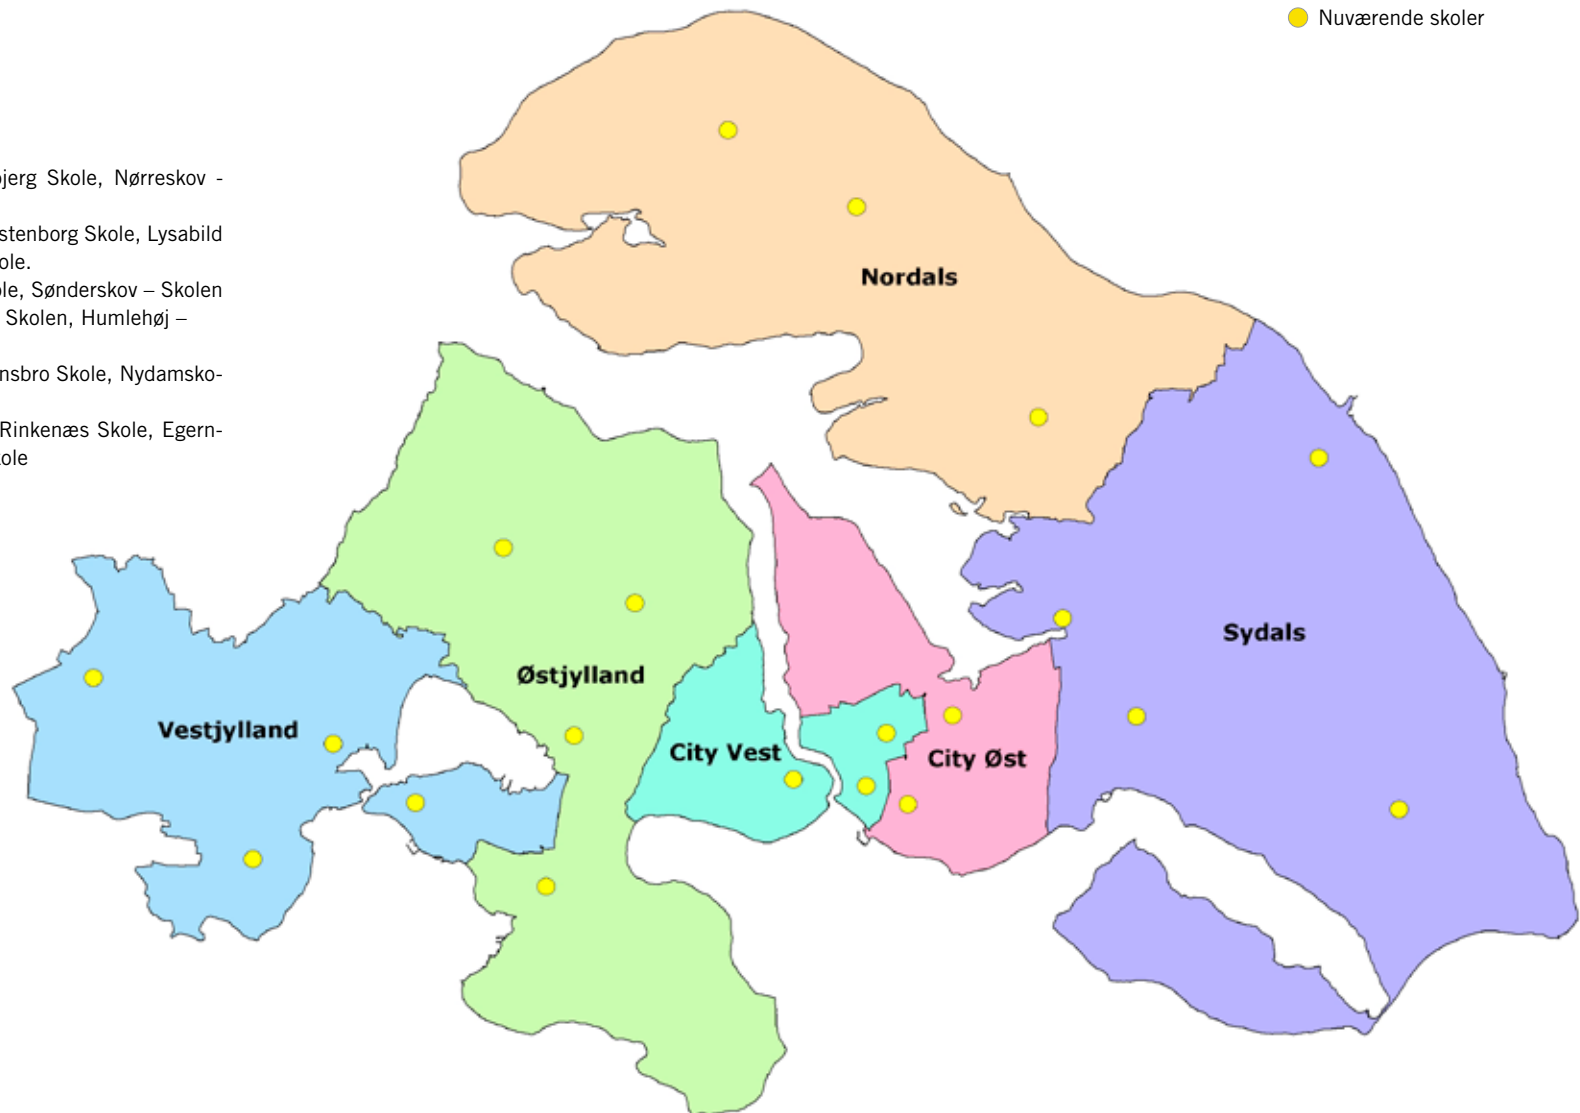 Nuværende skoler
jerg Skole, Nørreskov -
stenborg Skole, Lysabild
ole.
ole, Sønderskov – Skolen
Skolen, Humlehøj –
nsbro Skole, Nydamsko-
Rinkenæs Skole, Egern-
kole
Nordals
Sydals
Østjylland
Vestjylland
City Vest
City Øst